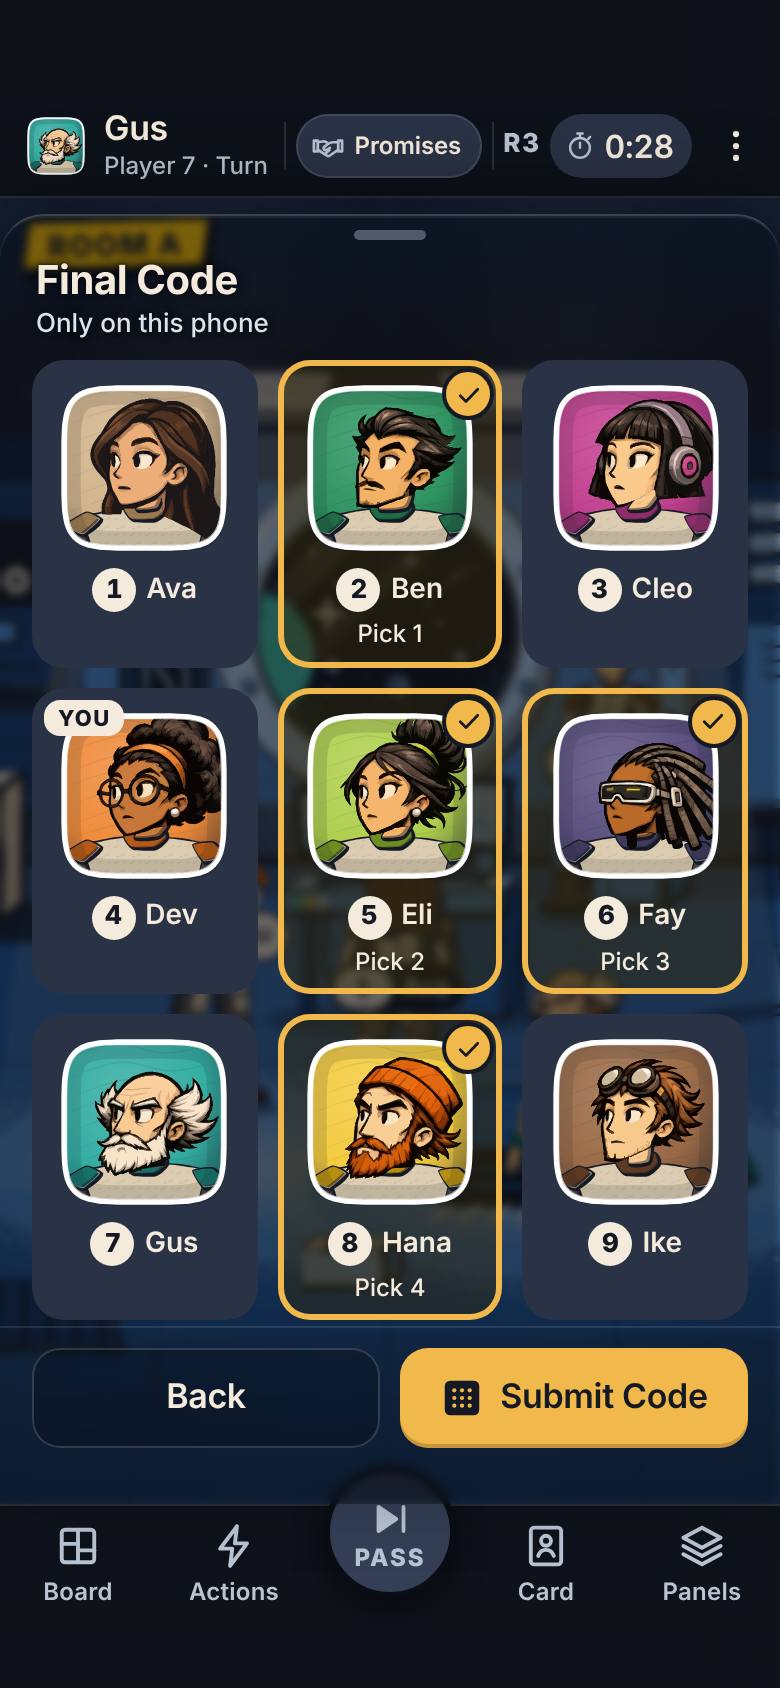 Gus
Player 7 · Turn
Promises
R3
0:28
ROOM A
Final Code
Only on this phone
1 Ava
2 Ben
Pick 1
3 Cleo
YOU
4 Dev
5 Eli
Pick 2
6 Fay
Pick 3
7 Gus
8 Hana
Pick 4
9 Ike
Back
Submit Code
PASS
Board
Actions
Card
Panels